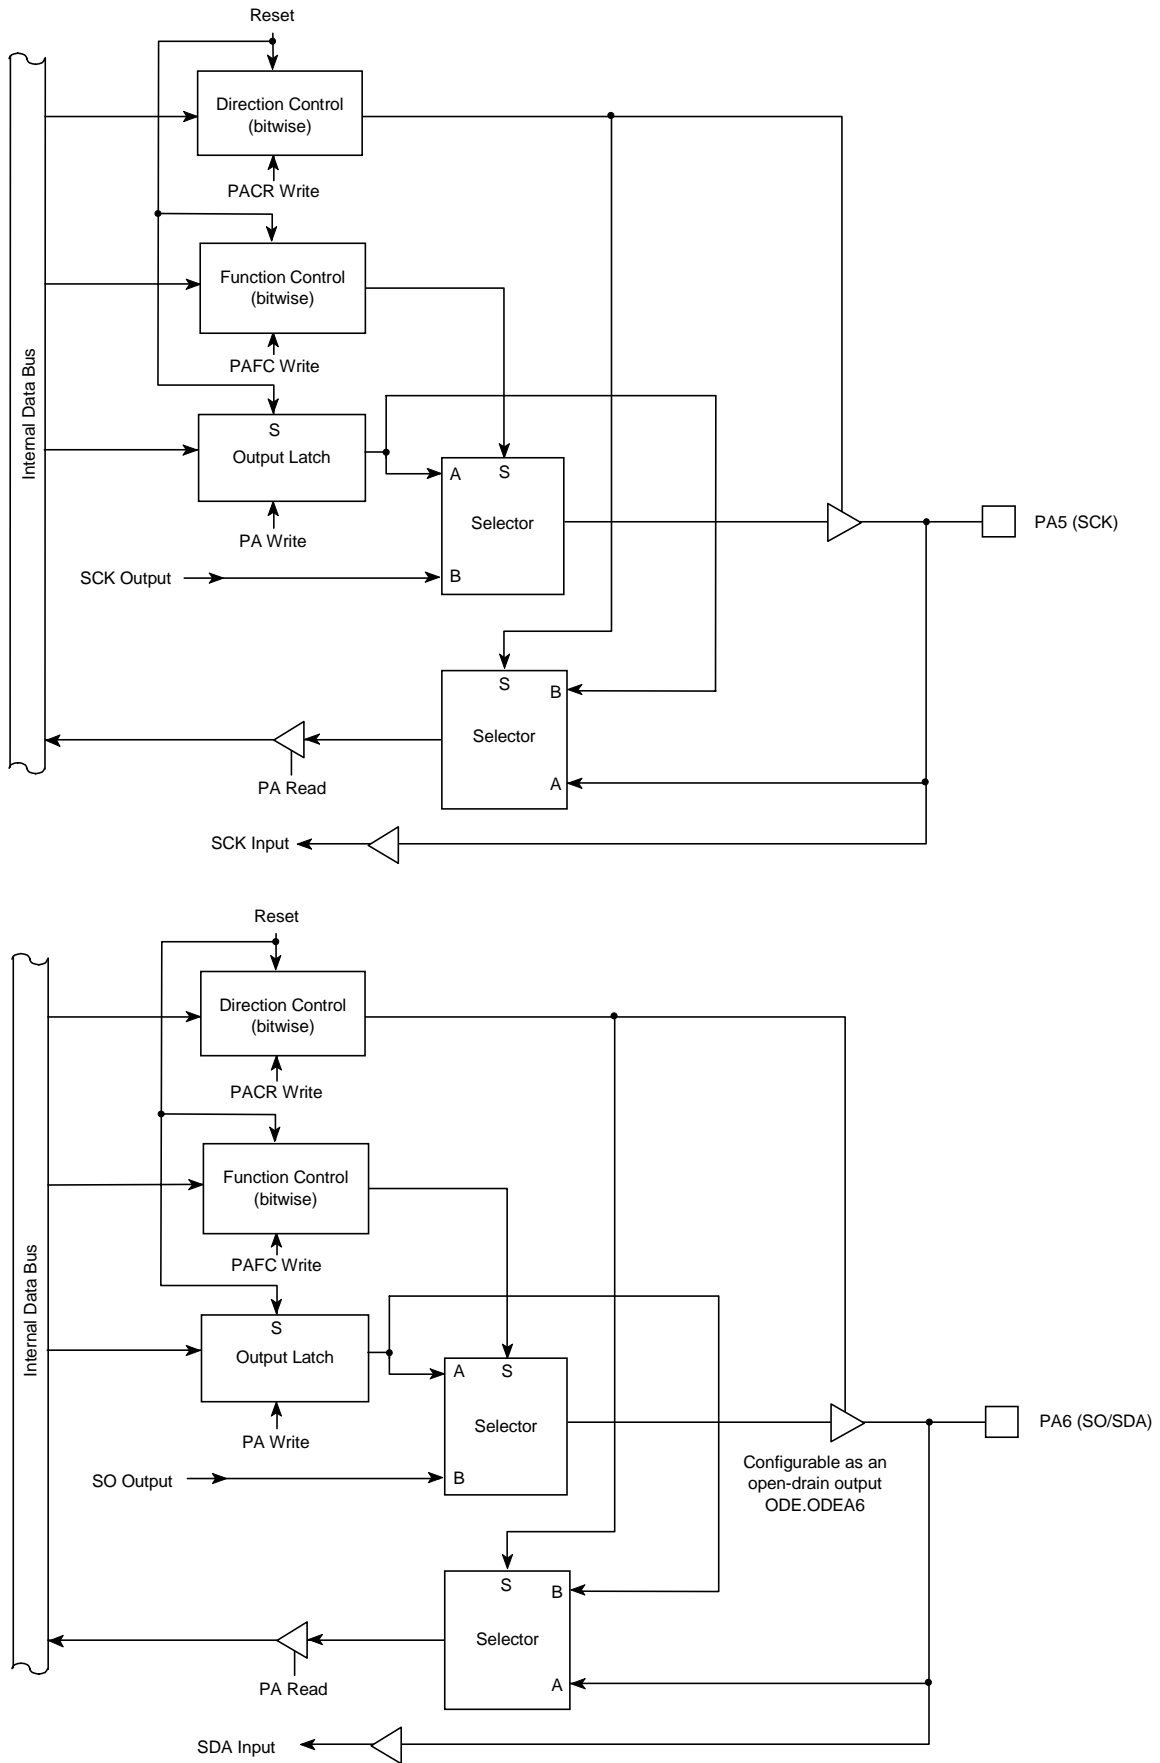 Reset
Direction Control
(bitwise)
PACR Write
Function Control
(bitwise)
PAFC Write
Internal Data Bus
S
Output Latch
A
S
Selector
B
PA Write
SCK Output
PA5 (SCK)
S
B
Selector
A
PA Read
SCK Input
Reset
Direction Control
(bitwise)
PACR Write
Function Control
(bitwise)
PAFC Write
Internal Data Bus
S
Output Latch
A
S
Selector
B
PA Write
SO Output
PA6 (SO/SDA)
Configurable as an
open-drain output
ODE.ODEA6
S
B
Selector
A
PA Read
SDA Input